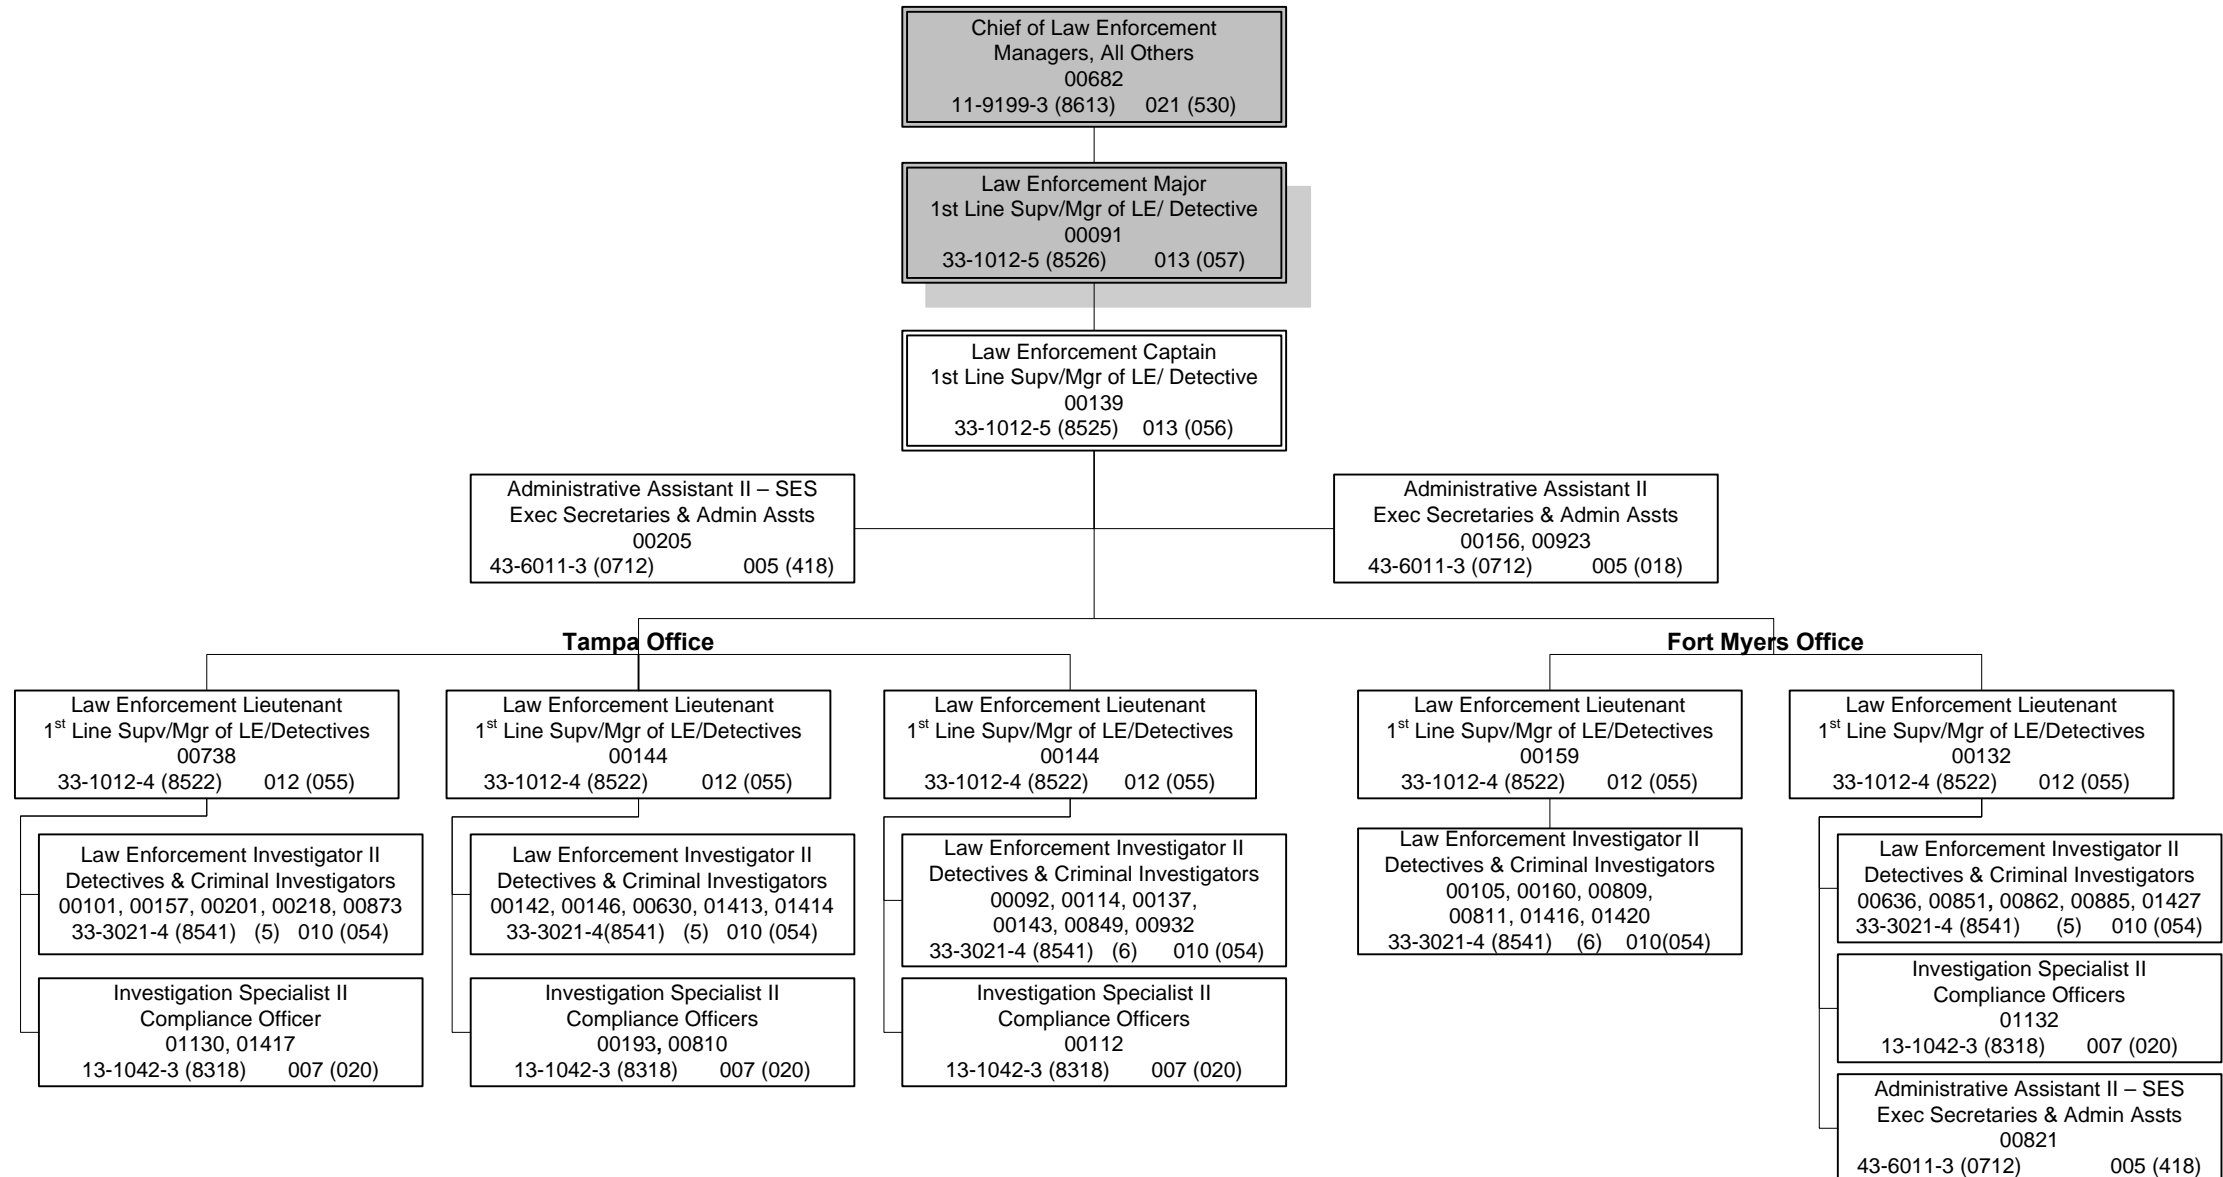 Chief of Law Enforcement
Managers, All Others
00682
11-9199-3 (8613) 021 (530)
Law Enforcement Major
1st Line Supv/Mgr of LE/ Detective
00091
33-1012-5 (8526) 013 (057)
Law Enforcement Captain
1st Line Supv/Mgr of LE/ Detective
00139
33-1012-5 (8525) 013 (056)
Administrative Assistant II – SES
Exec Secretaries & Admin Assts
00205
43-6011-3 (0712) 005 (418)
Administrative Assistant II
Exec Secretaries & Admin Assts
00156, 00923
43-6011-3 (0712) 005 (018)
Tampa Office
Law Enforcement Lieutenant
1st Line Supv/Mgr of LE/Detectives
00738
33-1012-4 (8522) 012 (055)
Law Enforcement Investigator II
Detectives & Criminal Investigators
00101, 00157, 00201, 00218, 00873
33-3021-4 (8541) (5) 010 (054)
Investigation Specialist II
Compliance Officer
01130, 01417
13-1042-3 (8318) 007 (020)
Law Enforcement Lieutenant
1st Line Supv/Mgr of LE/Detectives
00144
33-1012-4 (8522) 012 (055)
Law Enforcement Investigator II
Detectives & Criminal Investigators
00142, 00146, 00630, 01413, 01414
33-3021-4(8541) (5) 010 (054)
Investigation Specialist II
Compliance Officers
00193, 00810
13-1042-3 (8318) 007 (020)
Law Enforcement Lieutenant
1st Line Supv/Mgr of LE/Detectives
00144
33-1012-4 (8522) 012 (055)
Law Enforcement Investigator II
Detectives & Criminal Investigators
00092, 00114, 00137,
00143, 00849, 00932
33-3021-4 (8541) (6) 010 (054)
Investigation Specialist II
Compliance Officers
00112
13-1042-3 (8318) 007 (020)
Fort Myers Office
Law Enforcement Lieutenant
1st Line Supv/Mgr of LE/Detectives
00159
33-1012-4 (8522) 012 (055)
Law Enforcement Investigator II
Detectives & Criminal Investigators
00105, 00160, 00809,
00811, 01416, 01420
33-3021-4 (8541) (6) 010(054)
Law Enforcement Lieutenant
1st Line Supv/Mgr of LE/Detectives
00132
33-1012-4 (8522) 012 (055)
Law Enforcement Investigator II
Detectives & Criminal Investigators
00636, 00851, 00862, 00885, 01427
33-3021-4 (8541) (5) 010 (054)
Investigation Specialist II
Compliance Officers
01132
13-1042-3 (8318) 007 (020)
Administrative Assistant II – SES
Exec Secretaries & Admin Assts
00821
43-6011-3 (0712) 005 (418)